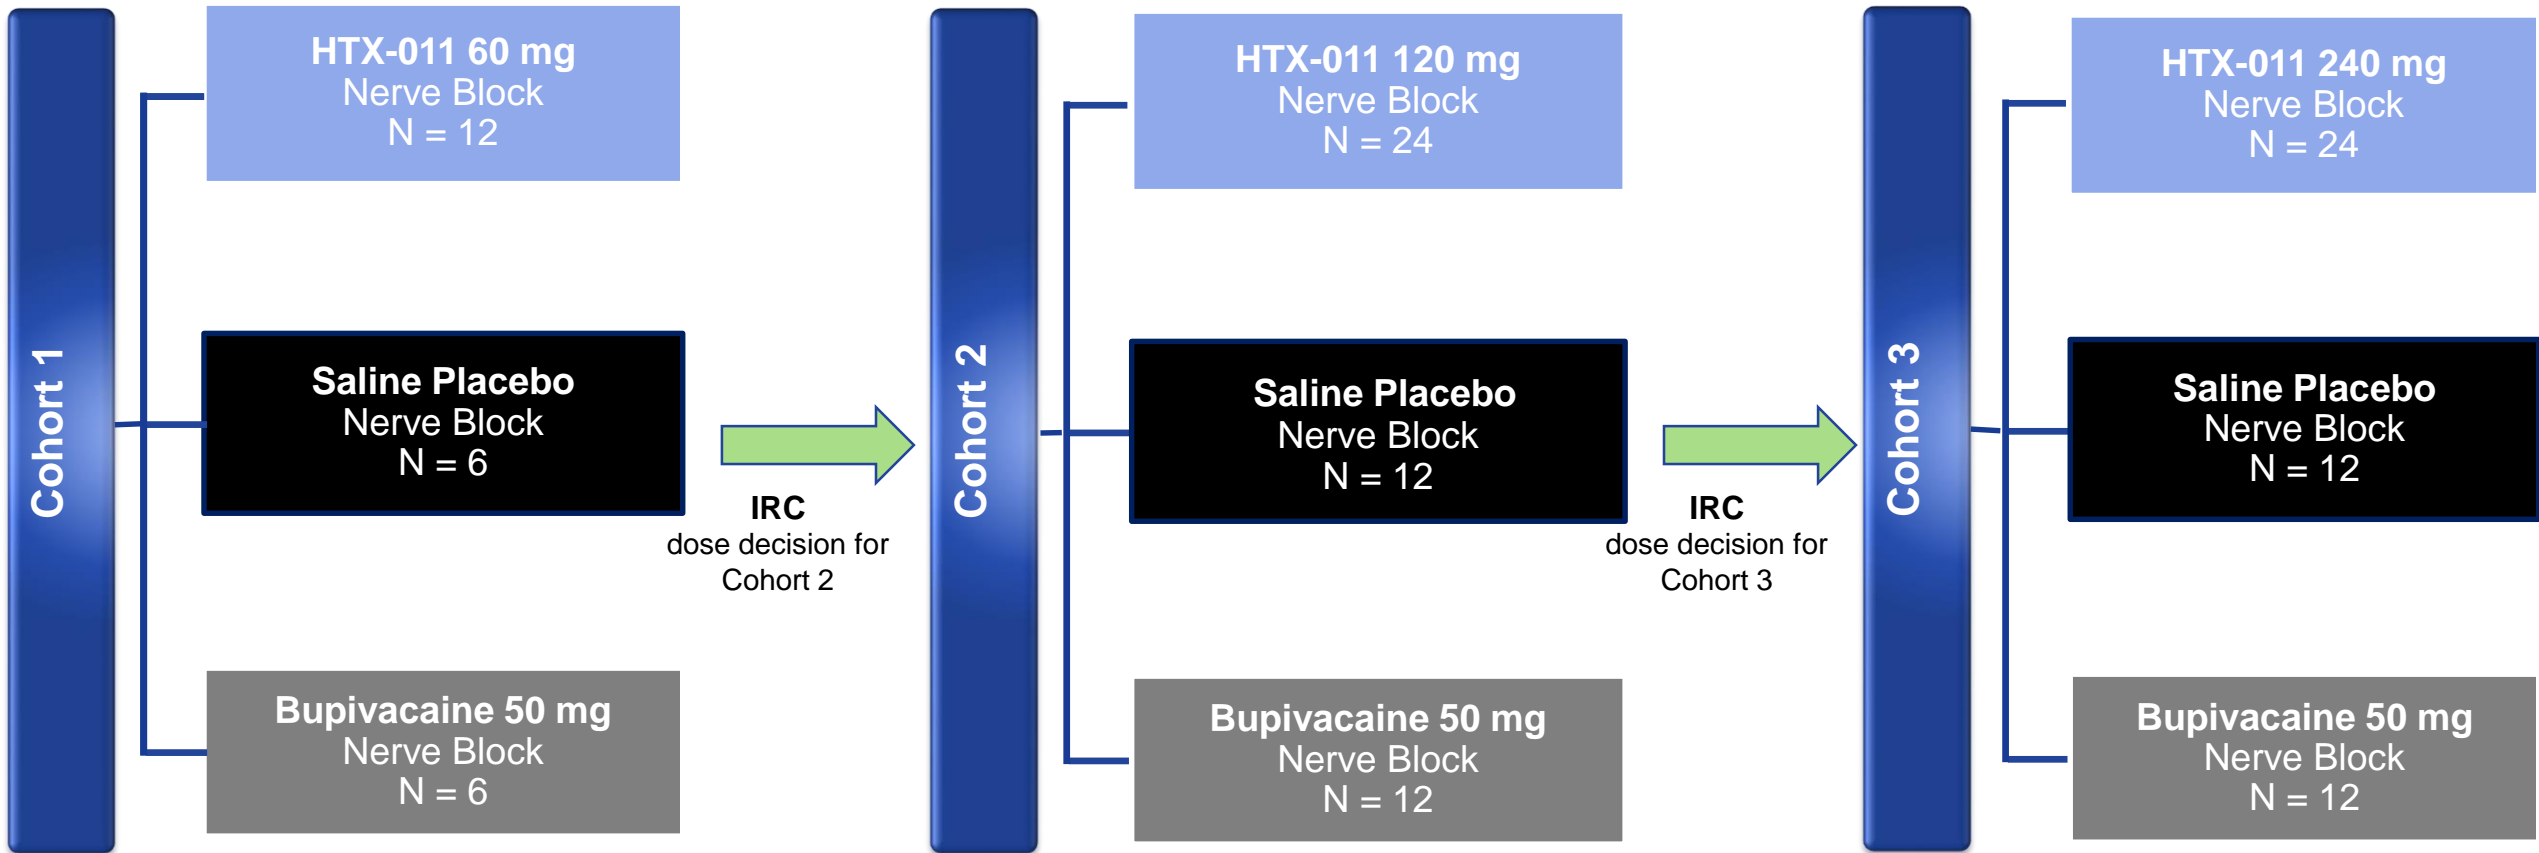 Cohort 1
HTX-011 60 mg
Nerve Block
N = 12
Saline Placebo
Nerve Block
N = 6
Bupivacaine 50 mg
Nerve Block
N = 6
IRC
dose decision for
Cohort 2
Cohort 2
HTX-011 120 mg
Nerve Block
N = 24
Saline Placebo
Nerve Block
N = 12
Bupivacaine 50 mg
Nerve Block
N = 12
IRC
dose decision for
Cohort 3
Cohort 3
HTX-011 240 mg
Nerve Block
N = 24
Saline Placebo
Nerve Block
N = 12
Bupivacaine 50 mg
Nerve Block
N = 12